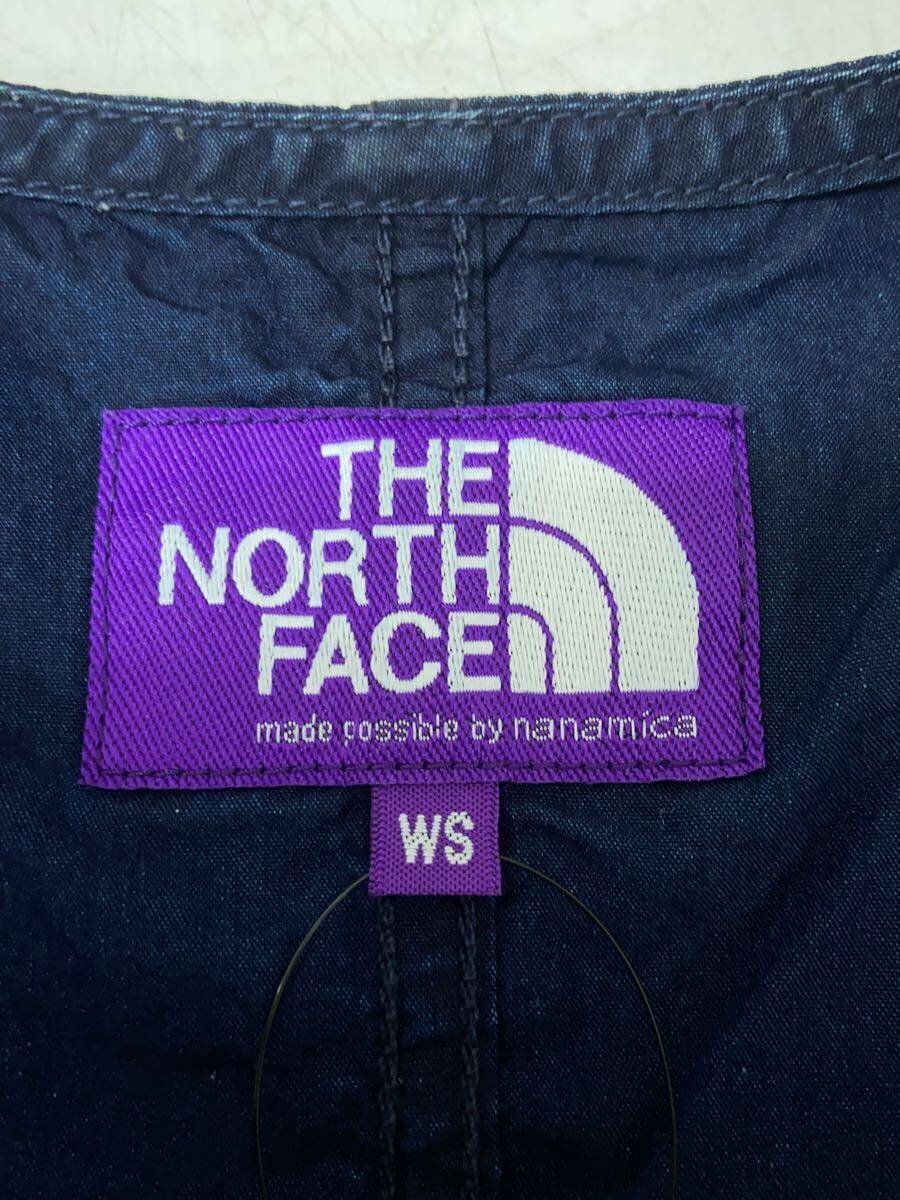 THE
NORTH
FACE
made possible by nanamica
WS